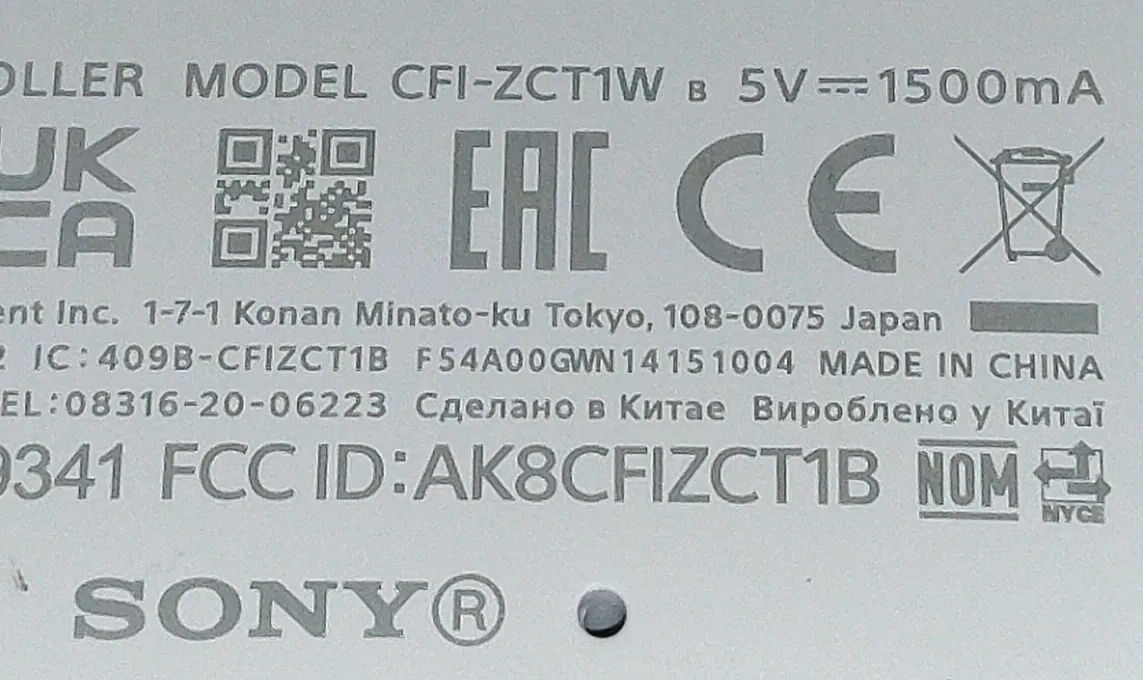 OLLER MODEL CFI-ZCT1W B 5V⎓1500mA
UK
CA
EAC CE
ent Inc. 1-7-1 Konan Minato-ku Tokyo, 108-0075 Japan
2 IC:409B-CFIZCT1B F54A00GWN14151004 MADE IN CHINA
EL:08316-20-06223 Сделано в Китае Вироблено у Китаї
9341 FCC ID:AK8CFIZCT1B NOM NYCE
SONY®